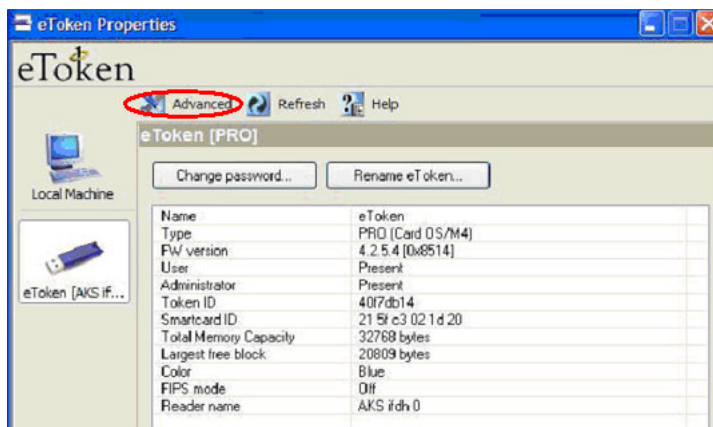 eToken Properties
eToken
Advanced Refresh Help
eToken [PRO]
Local Machine
Change password... Rename eToken...
Name eToken
Type PRO (Card OS/M4)
FW version 4.2.5.4 [0x8514]
User Present
Administrator Present
eToken [AKS if...
Token ID 40f7db14
Smartcard ID 21 5f c3 02 1d 20
Total Memory Capacity 32768 bytes
Largest free block 20809 bytes
Color Blue
FIPS mode Off
Reader name AKS ifdh 0